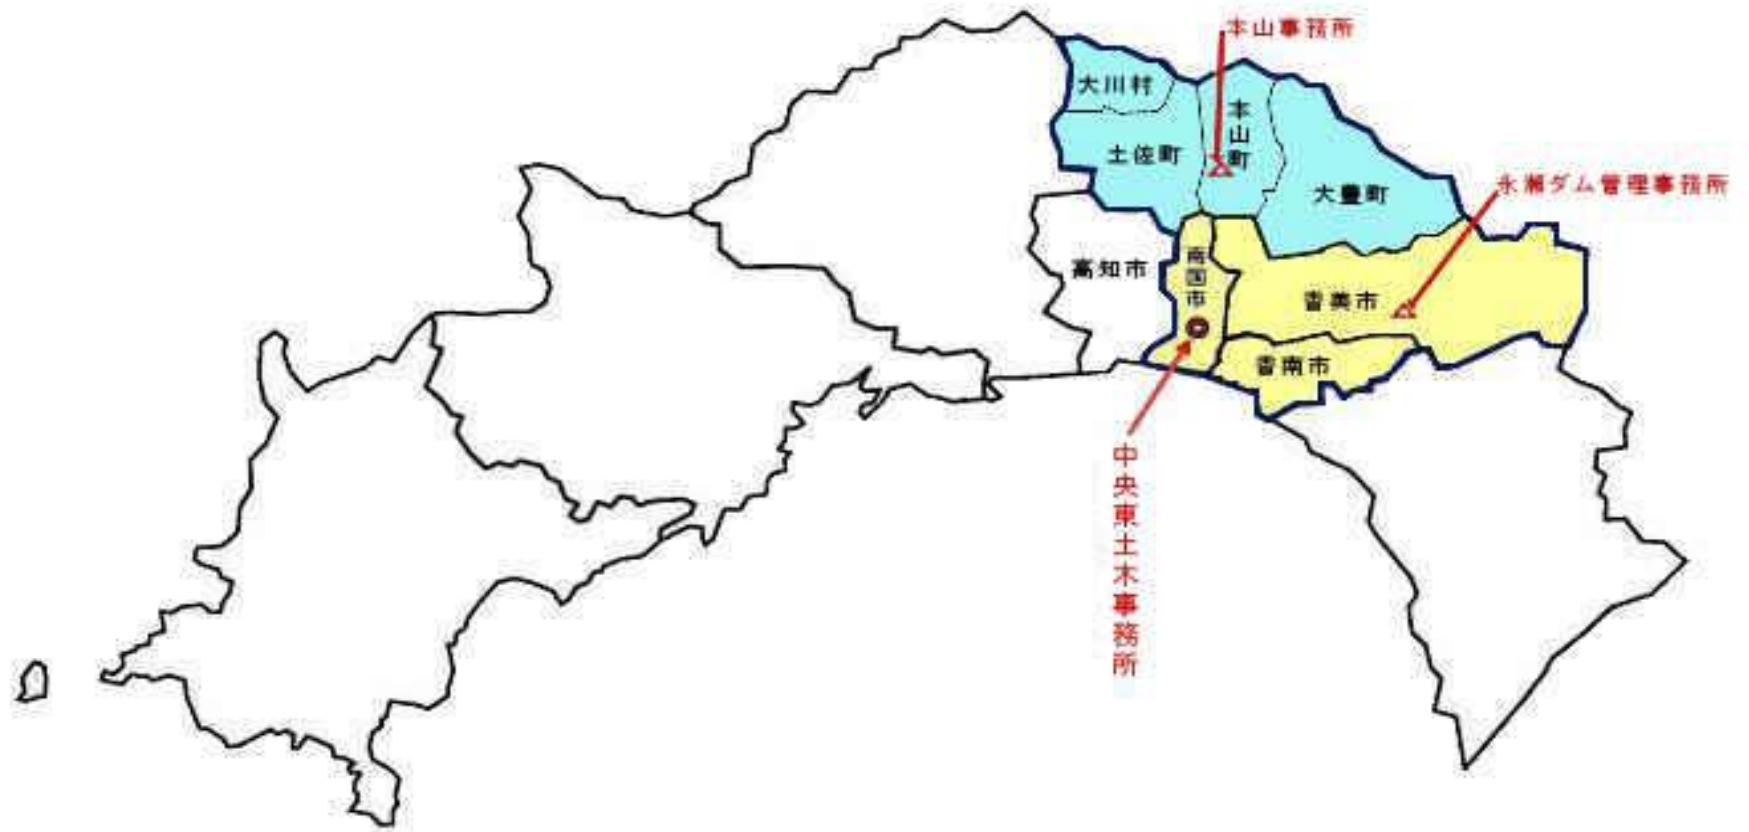 本山事務所
大川村
本山町
土佐町
永瀬ダム管理事務所
大豊町
高知市
南国市
香美市
香南市
中央東土木事務所